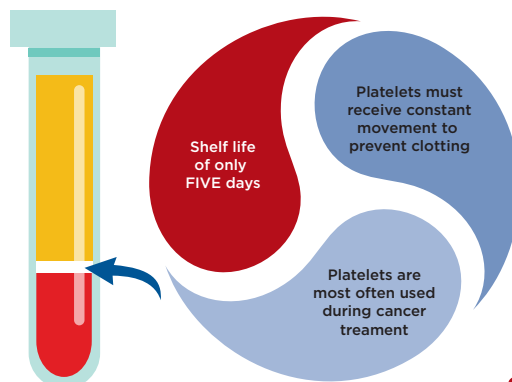 Shelf life
of only
FIVE days
Platelets must
receive constant
movement to
prevent clotting
Platelets are
most often used
during cancer
treament